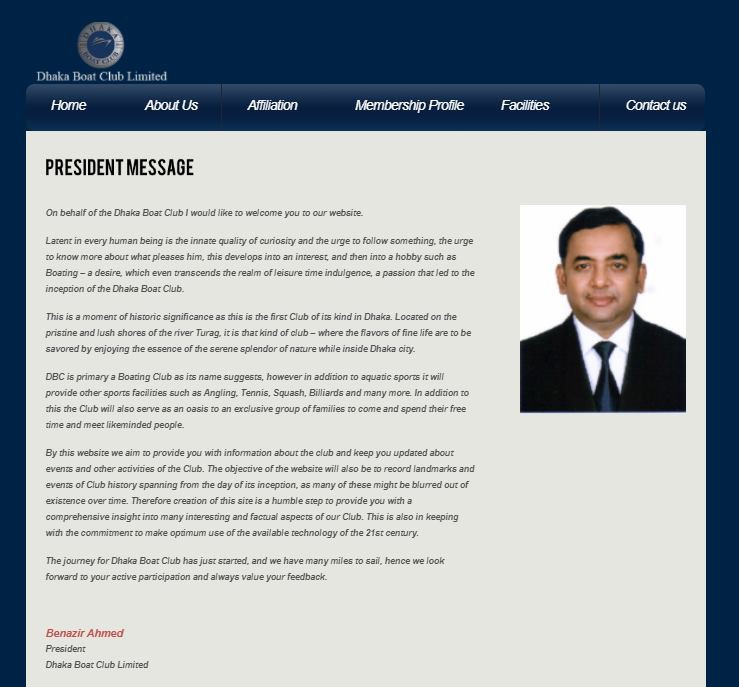 DHAKA
BOAT CLUB
Dhaka Boat Club Limited
Home About Us Affiliation Membership Profile Facilities Contact us
PRESIDENT MESSAGE
On behalf of the Dhaka Boat Club I would like to welcome you to our website.
Latent in every human being is the innate quality of curiosity and the urge to follow something, the urge
to know more about what pleases him, this develops into an interest, and then into a hobby such as
Boating – a desire, which even transcends the realm of leisure time indulgence, a passion that led to the
inception of the Dhaka Boat Club.
This is a moment of historic significance as this is the first Club of its kind in Dhaka. Located on the
pristine and lush shores of the river Turag, it is that kind of club – where the flavors of fine life are to be
savored by enjoying the essence of the serene splendor of nature while inside Dhaka city.
DBC is primary a Boating Club as its name suggests, however in addition to aquatic sports it will
provide other sports facilities such as Angling, Tennis, Squash, Billiards and many more. In addition to
this the Club will also serve as an oasis to an exclusive group of families to come and spend their free
time and meet likeminded people.
By this website we aim to provide you with information about the club and keep you updated about
events and other activities of the Club. The objective of the website will also be to record landmarks and
events of Club history spanning from the day of its inception, as many of these might be blurred out of
existence over time. Therefore creation of this site is a humble step to provide you with a
comprehensive insight into many interesting and factual aspects of our Club. This is also in keeping
with the commitment to make optimum use of the available technology of the 21st century.
The journey for Dhaka Boat Club has just started, and we have many miles to sail, hence we look
forward to your active participation and always value your feedback.
Benazir Ahmed
President
Dhaka Boat Club Limited